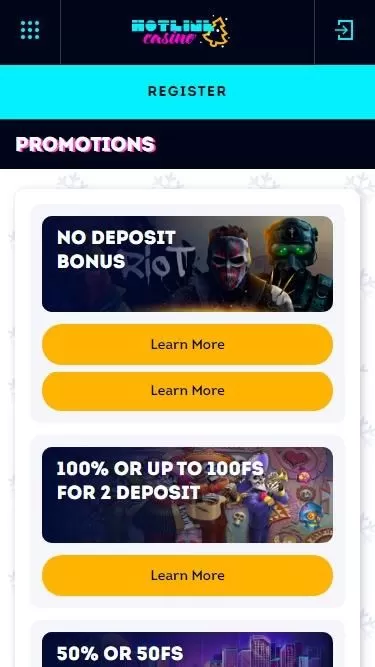 HOTLINE
casino
REGISTER
PROMOTIONS
NO DEPOSIT
BONUS
RioT
Learn More
Learn More
100% OR UP TO 100FS
FOR 2 DEPOSIT
Learn More
50% OR 50FS